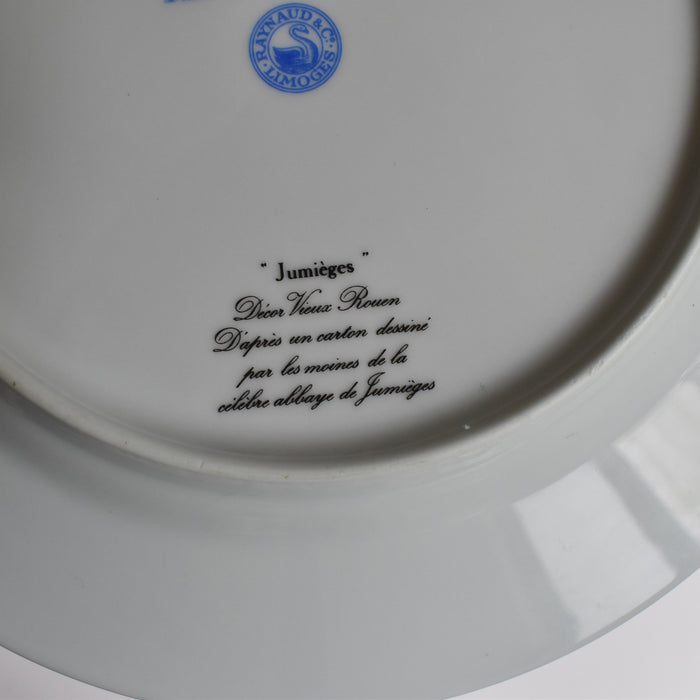 RAYNAUD & Co.
· LIMOGES ·
" Jumièges "
Décor Vieux Rouen
D'après un carton dessiné
par les moines de la
célèbre abbaye de Jumièges